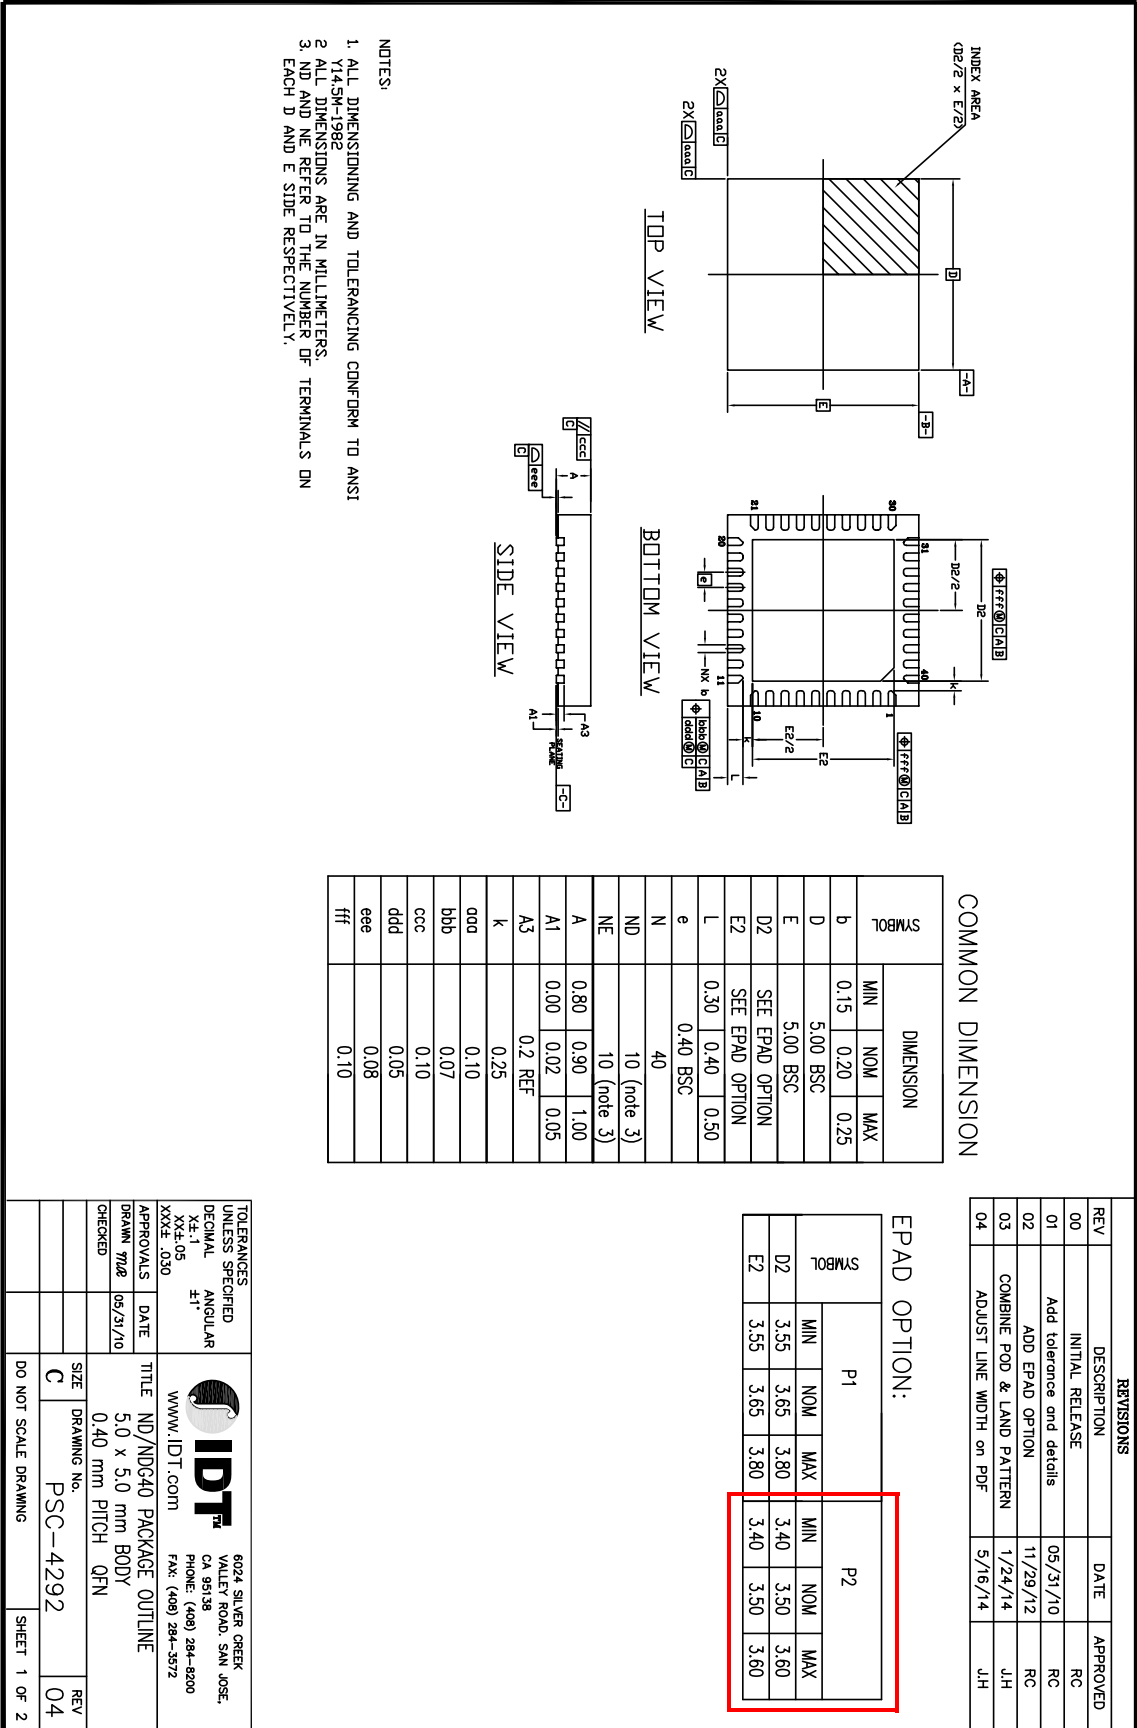 REVISIONS
REV DESCRIPTION DATE APPROVED
00 INITIAL RELEASE RC
01 Add tolerance and details 05/31/10 RC
02 ADD EPAD OPTION 11/29/12 RC
03 COMBINE POD & LAND PATTERN 1/24/14 J.H
04 ADJUST LINE WIDTH on PDF 5/16/14 J.H
INDEX AREA
(D2/2 x E/2)
2X aaa C
2X aaa C
D
E
-A-
-B-
TOP VIEW
fff M C A B
D2
D2/2
31
40
30
21
20
11
1
10
k
e
NX b
bbb M C A B
ddd M C
fff M C A B
E2
E2/2
k
L
BOTTOM VIEW
// ccc C
eee C
A
A3
A1
SEATING
PLANE
-C-
SIDE VIEW
NOTES:
1. ALL DIMENSIONING AND TOLERANCING CONFORM TO ANSI
Y14.5M-1982
2 ALL DIMENSIONS ARE IN MILLIMETERS.
3. ND AND NE REFER TO THE NUMBER OF TERMINALS ON
EACH D AND E SIDE RESPECTIVELY.
COMMON DIMENSION
SYMBOL DIMENSION
MIN NOM MAX
b 0.15 0.20 0.25
D 5.00 BSC
E 5.00 BSC
D2 SEE EPAD OPTION
E2 SEE EPAD OPTION
L 0.30 0.40 0.50
e 0.40 BSC
N 40
ND 10 (note 3)
NE 10 (note 3)
A 0.80 0.90 1.00
A1 0.00 0.02 0.05
A3 0.2 REF
k 0.25
aaa 0.10
bbb 0.07
ccc 0.10
ddd 0.05
eee 0.08
fff 0.10
EPAD OPTION:
SYMBOL P1 P2
MIN NOM MAX MIN NOM MAX
D2 3.55 3.65 3.80 3.40 3.50 3.60
E2 3.55 3.65 3.80 3.40 3.50 3.60
TOLERANCES
UNLESS SPECIFIED
DECIMAL ANGULAR
X±.1 ±1°
XX±.05
XXX±.030
APPROVALS DATE
DRAWN 05/31/10
CHECKED
IDT™
www.IDT.com
6024 SILVER CREEK
VALLEY ROAD. SAN JOSE,
CA 95138
PHONE: (408) 284-8200
FAX: (408) 284-3572
TITLE ND/NDG40 PACKAGE OUTLINE
5.0 x 5.0 mm BODY
0.40 mm PITCH QFN
SIZE DRAWING No. REV
C PSC-4292 04
DO NOT SCALE DRAWING SHEET 1 OF 2